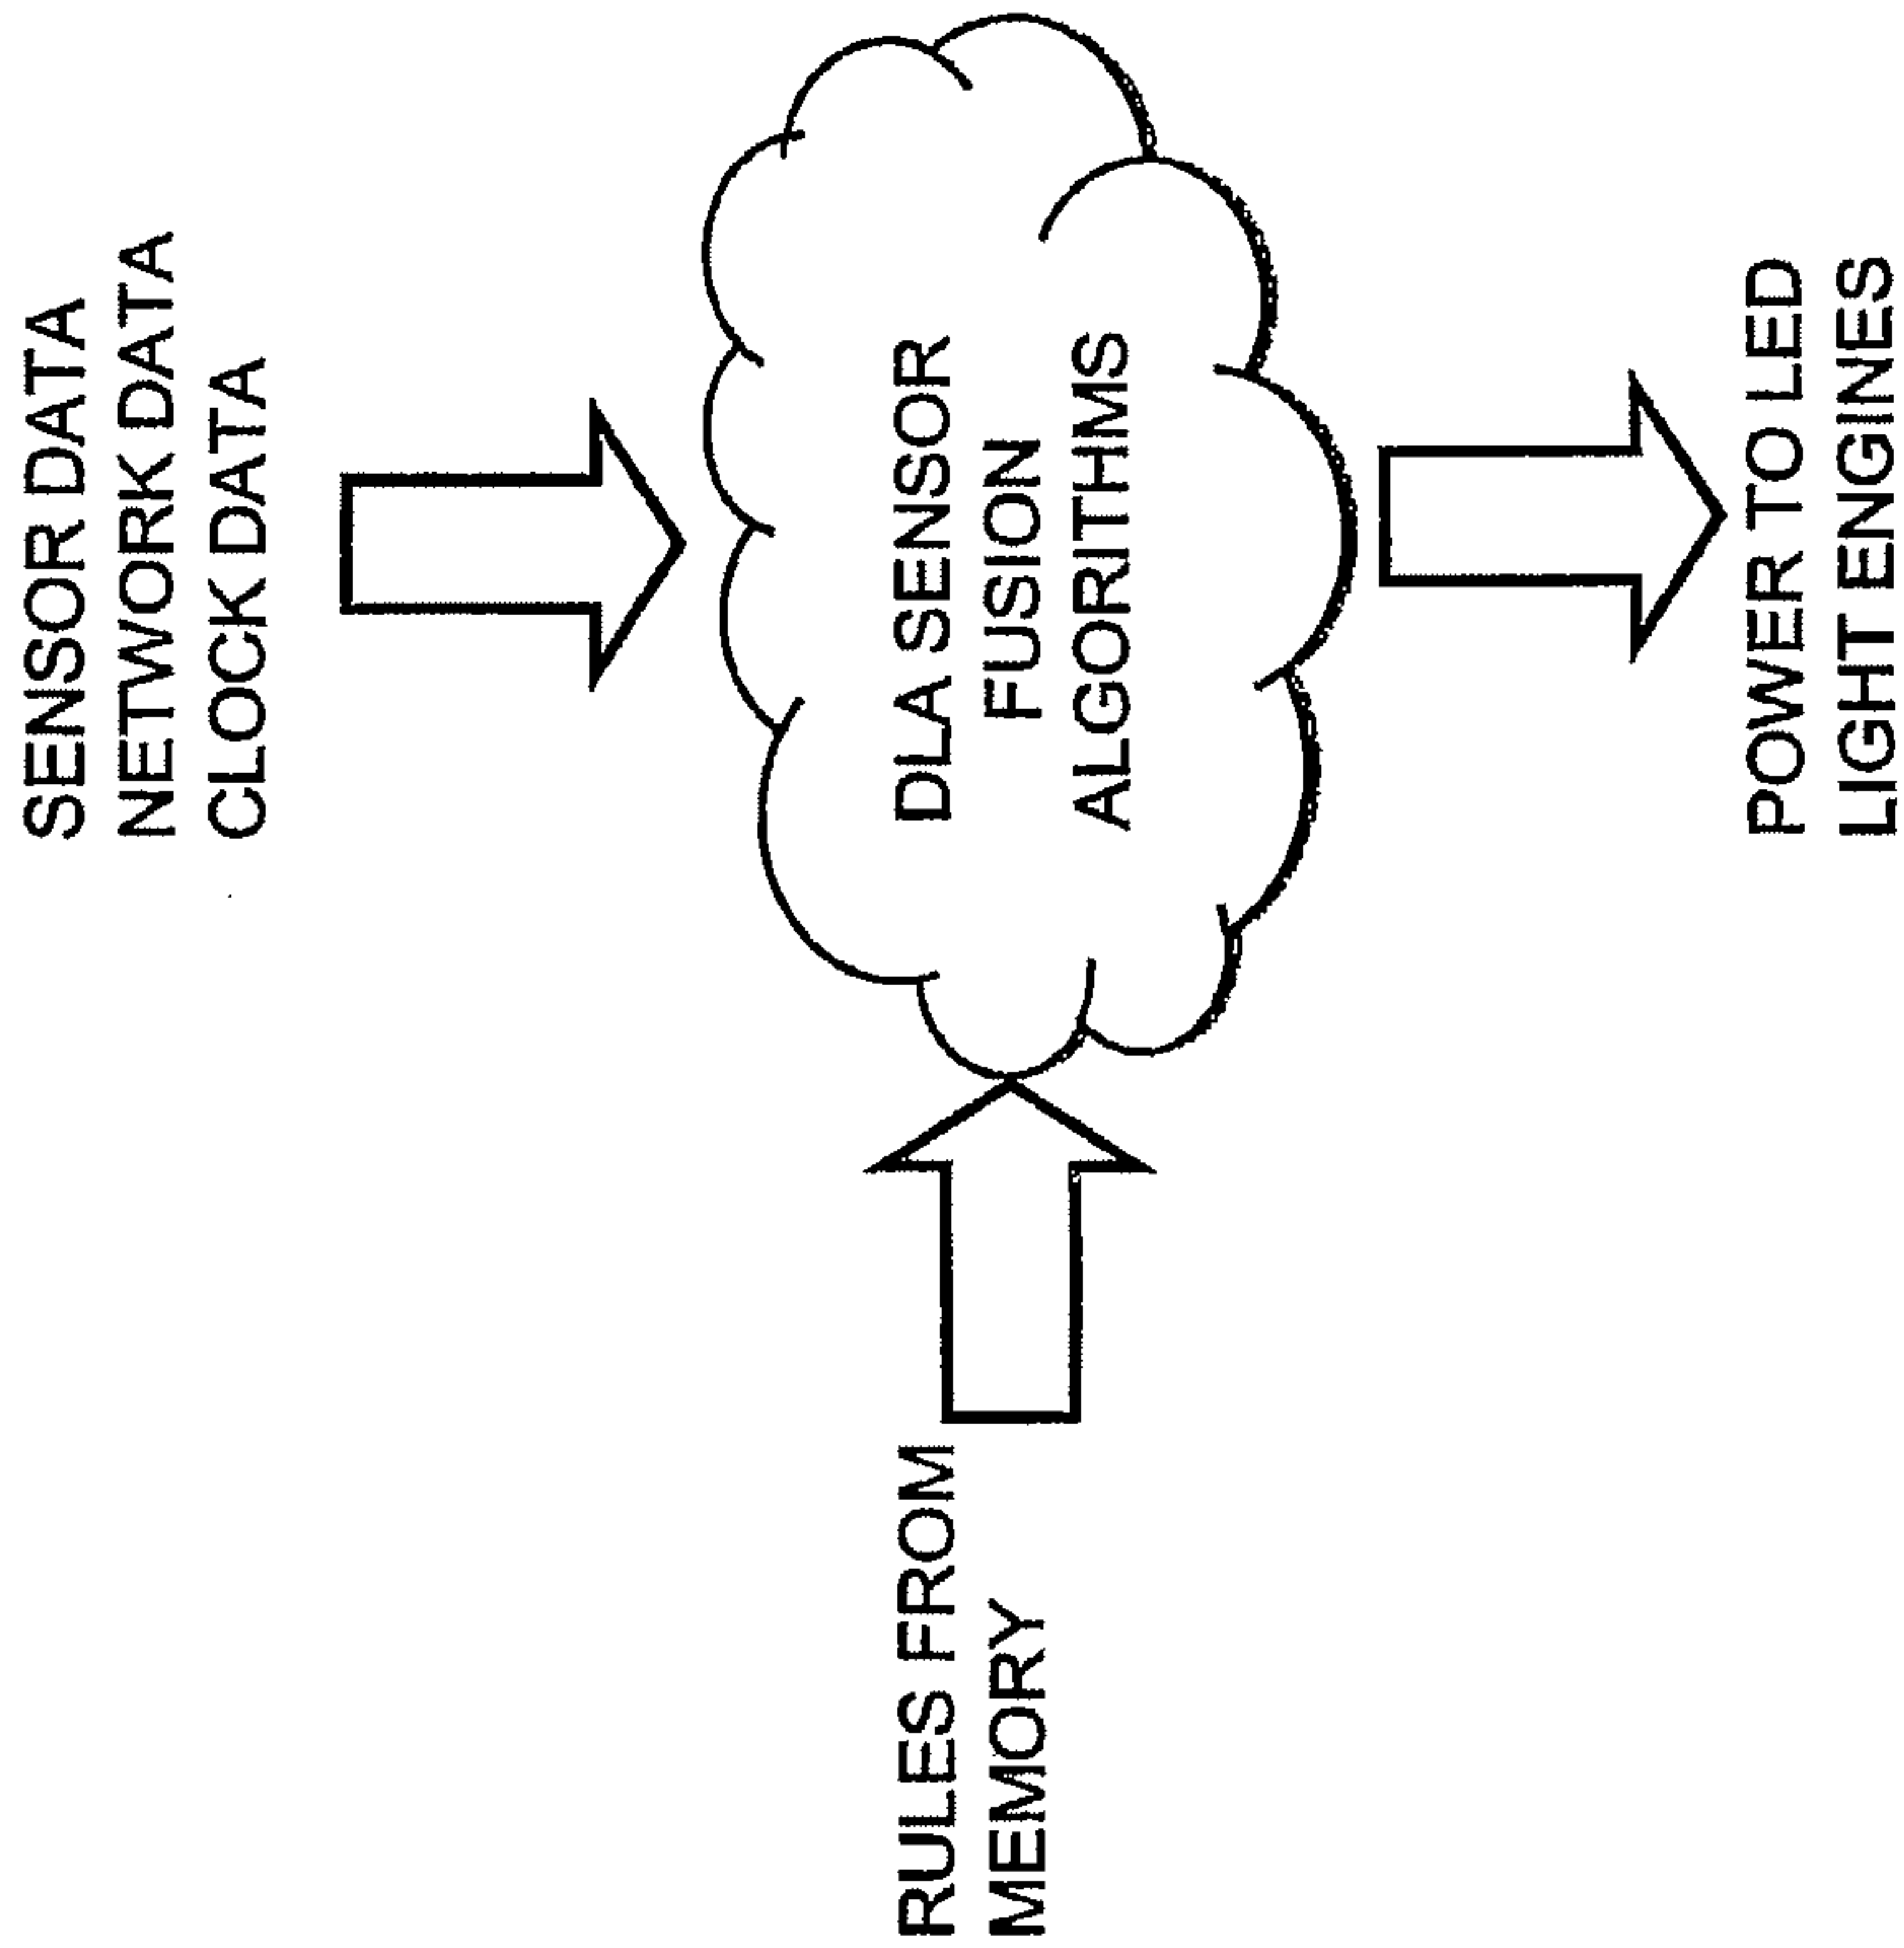 SENSOR DATA
NETWORK DATA
CLOCK DATA
RULES FROM
MEMORY
DLA SENSOR
FUSION
ALGORITHMS
POWER TO LED
LIGHT ENGINES